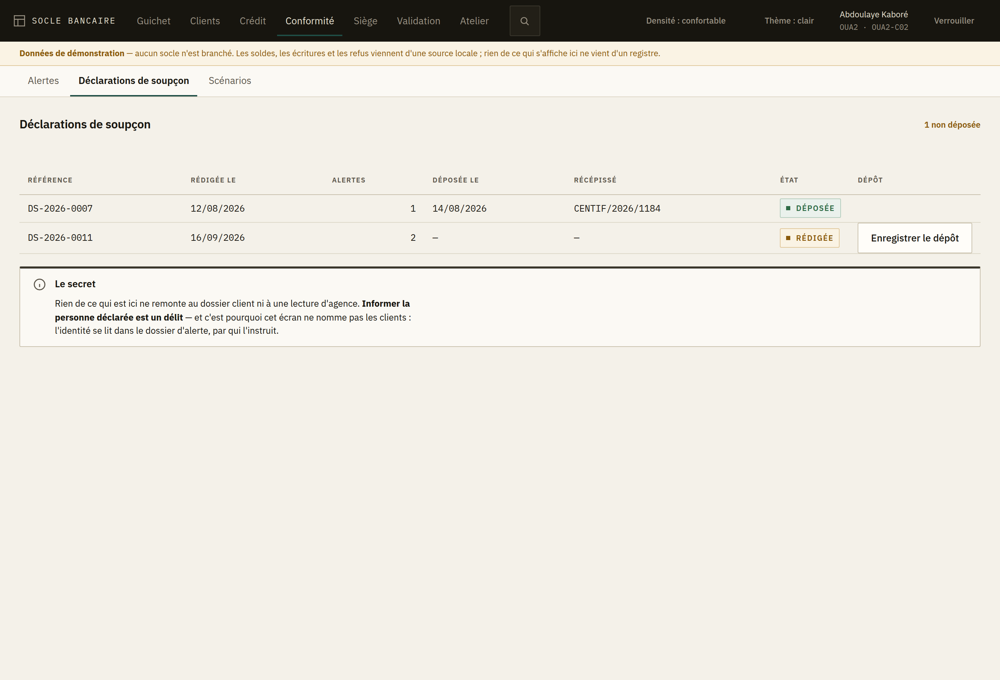 SOCLE BANCAIRE Guichet Clients Crédit Conformité Siège Validation Atelier Densité : confortable Thème : clair Abdoulaye Kaboré Verrouiller
OUA2 · OUA2-C02
Données de démonstration — aucun socle n'est branché. Les soldes, les écritures et les refus viennent d'une source locale ; rien de ce qui s'affiche ici ne vient d'un registre.
Alertes Déclarations de soupçon Scénarios
Déclarations de soupçon 1 non déposée
RÉFÉRENCE RÉDIGÉE LE ALERTES DÉPOSÉE LE RÉCÉPISSÉ ÉTAT DÉPÔT
DS-2026-0007 12/08/2026 1 14/08/2026 CENTIF/2026/1184 DÉPOSÉE
DS-2026-0011 16/09/2026 2 — — RÉDIGÉE Enregistrer le dépôt
Le secret
Rien de ce qui est ici ne remonte au dossier client ni à une lecture d'agence. Informer la
personne déclarée est un délit — et c'est pourquoi cet écran ne nomme pas les clients :
l'identité se lit dans le dossier d'alerte, par qui l'instruit.